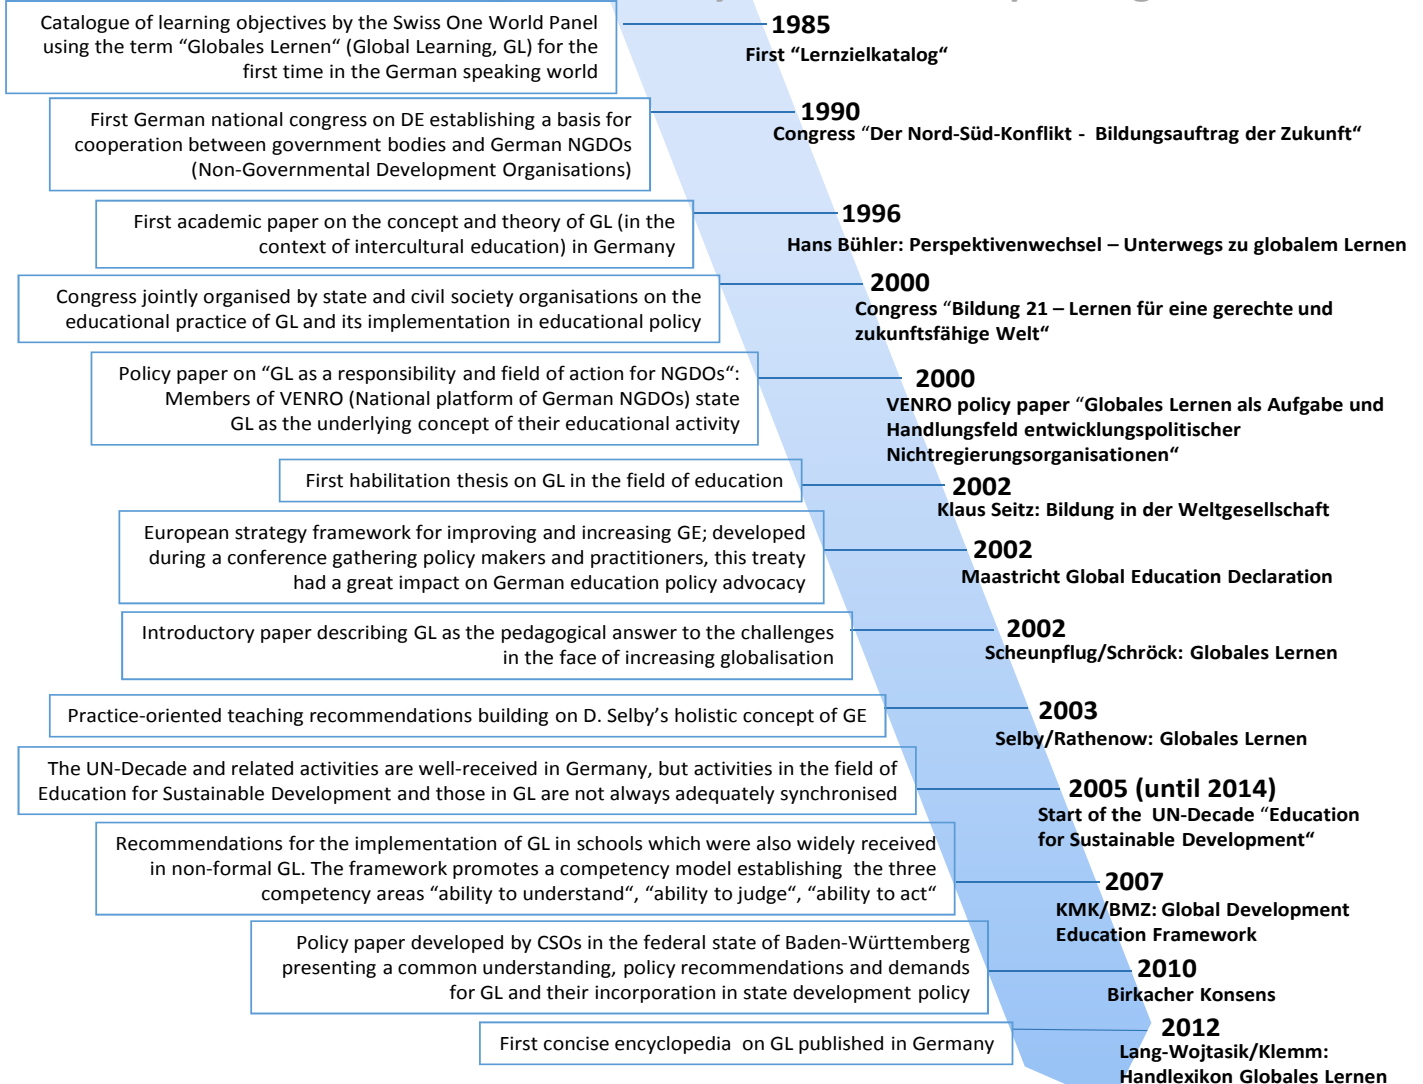 Catalogue of learning objectives by the Swiss One World Panel
using the term “Globales Lernen“ (Global Learning, GL) for the
first time in the German speaking world
1985
First “Lernzielkatalog“
First German national congress on DE establishing a basis for
cooperation between government bodies and German NGDOs
(Non-Governmental Development Organisations)
1990
Congress “Der Nord-Süd-Konflikt - Bildungsauftrag der Zukunft“
First academic paper on the concept and theory of GL (in the
context of intercultural education) in Germany
1996
Hans Bühler: Perspektivenwechsel – Unterwegs zu globalem Lernen
Congress jointly organised by state and civil society organisations on the
educational practice of GL and its implementation in educational policy
2000
Congress “Bildung 21 – Lernen für eine gerechte und
zukunftsfähige Welt“
Policy paper on “GL as a responsibility and field of action for NGDOs“:
Members of VENRO (National platform of German NGDOs) state
GL as the underlying concept of their educational activity
2000
VENRO policy paper “Globales Lernen als Aufgabe und
Handlungsfeld entwicklungspolitischer
Nichtregierungsorganisationen“
First habilitation thesis on GL in the field of education
2002
Klaus Seitz: Bildung in der Weltgesellschaft
European strategy framework for improving and increasing GE; developed
during a conference gathering policy makers and practitioners, this treaty
had a great impact on German education policy advocacy
2002
Maastricht Global Education Declaration
Introductory paper describing GL as the pedagogical answer to the challenges
in the face of increasing globalisation
2002
Scheunpflug/Schröck: Globales Lernen
Practice-oriented teaching recommendations building on D. Selby’s holistic concept of GE
2003
Selby/Rathenow: Globales Lernen
The UN-Decade and related activities are well-received in Germany, but activities in the field of
Education for Sustainable Development and those in GL are not always adequately synchronised
2005 (until 2014)
Start of the UN-Decade “Education
for Sustainable Development“
Recommendations for the implementation of GL in schools which were also widely received
in non-formal GL. The framework promotes a competency model establishing the three
competency areas “ability to understand“, “ability to judge“, “ability to act“
2007
KMK/BMZ: Global Development
Education Framework
Policy paper developed by CSOs in the federal state of Baden-Württemberg
presenting a common understanding, policy recommendations and demands
for GL and their incorporation in state development policy
2010
Birkacher Konsens
First concise encyclopedia on GL published in Germany
2012
Lang-Wojtasik/Klemm:
Handlexikon Globales Lernen